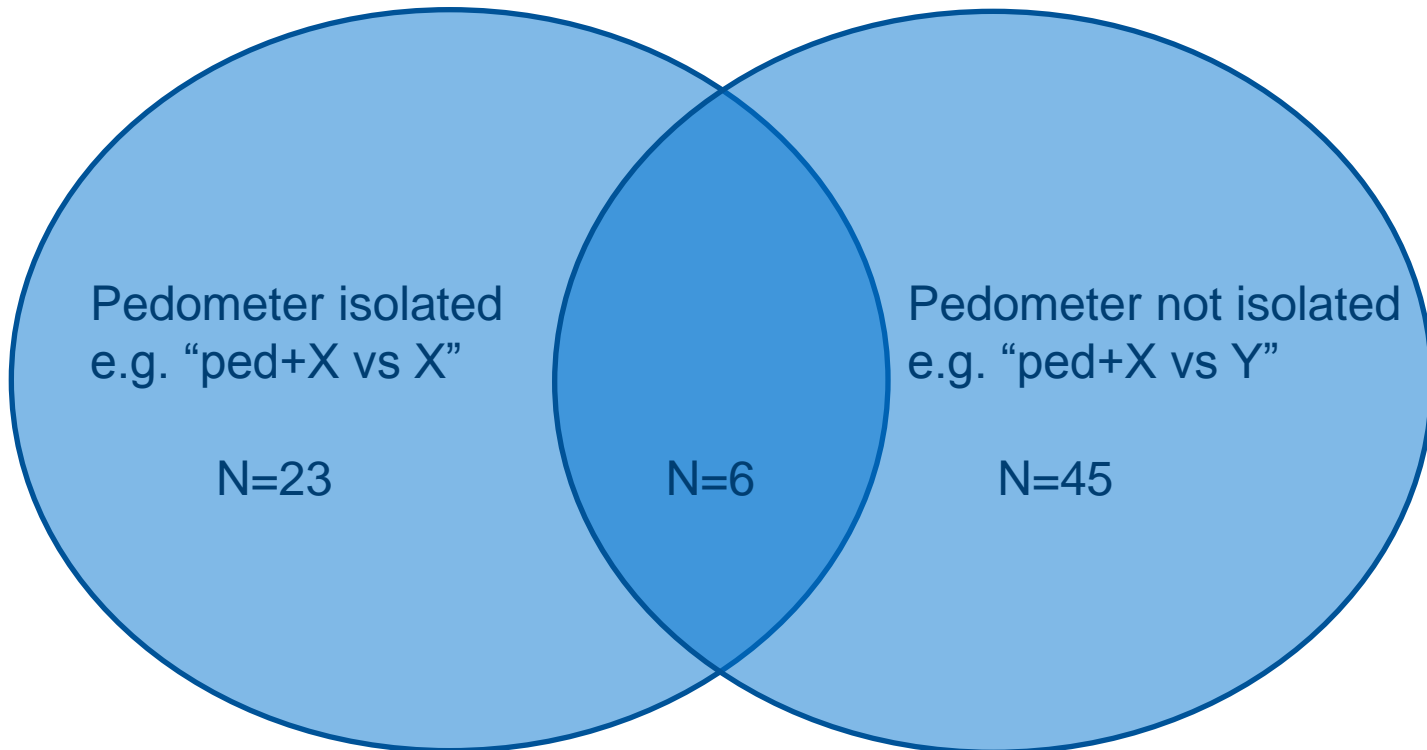 Pedometer isolated
e.g. “ped+X vs X”
N=23
N=6
Pedometer not isolated
e.g. “ped+X vs Y”
N=45